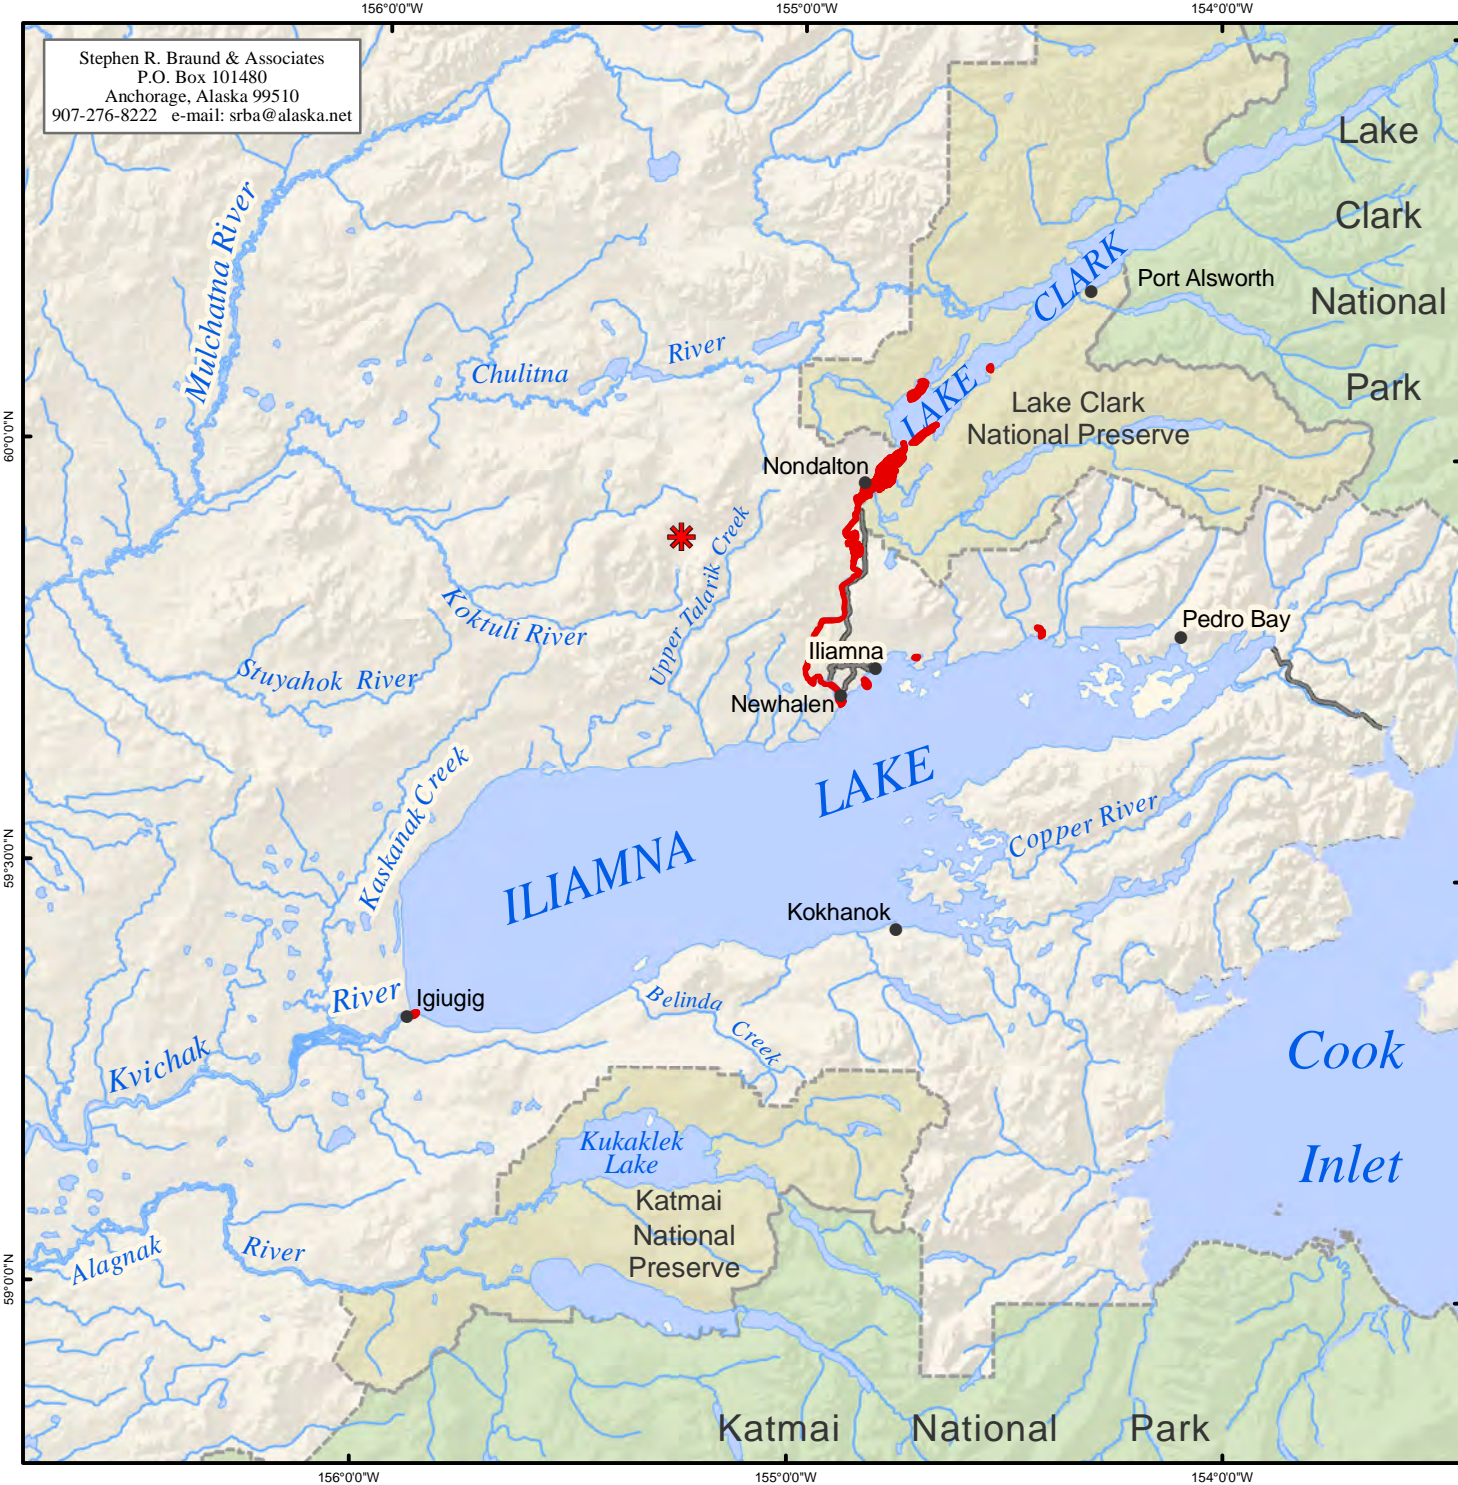 156°0'0"W
155°0'0"W
154°0'0"W
Stephen R. Braund & Associates
P.O. Box 101480
Anchorage, Alaska 99510
907-276-8222 e-mail: srba@alaska.net
Lake
Clark
National
Park
Mulchatna River
CLARK
Port Alsworth
River
Chulitna
LAKE
Lake Clark
National Preserve
60°0'0"N
Nondalton
Upper Talarik Creek
Koktuli River
Pedro Bay
Iliamna
Stuyahok River
Newhalen
LAKE
Kaskanak Creek
Copper River
ILIAMNA
59°30'0"N
Kokhanok
River
Igiugig
Belinda
Creek
Kvichak
Cook
Inlet
Kukaklek
Lake
Katmai
National
Preserve
Alagnak
River
59°0'0"N
Katmai National Park
156°0'0"W
155°0'0"W
154°0'0"W